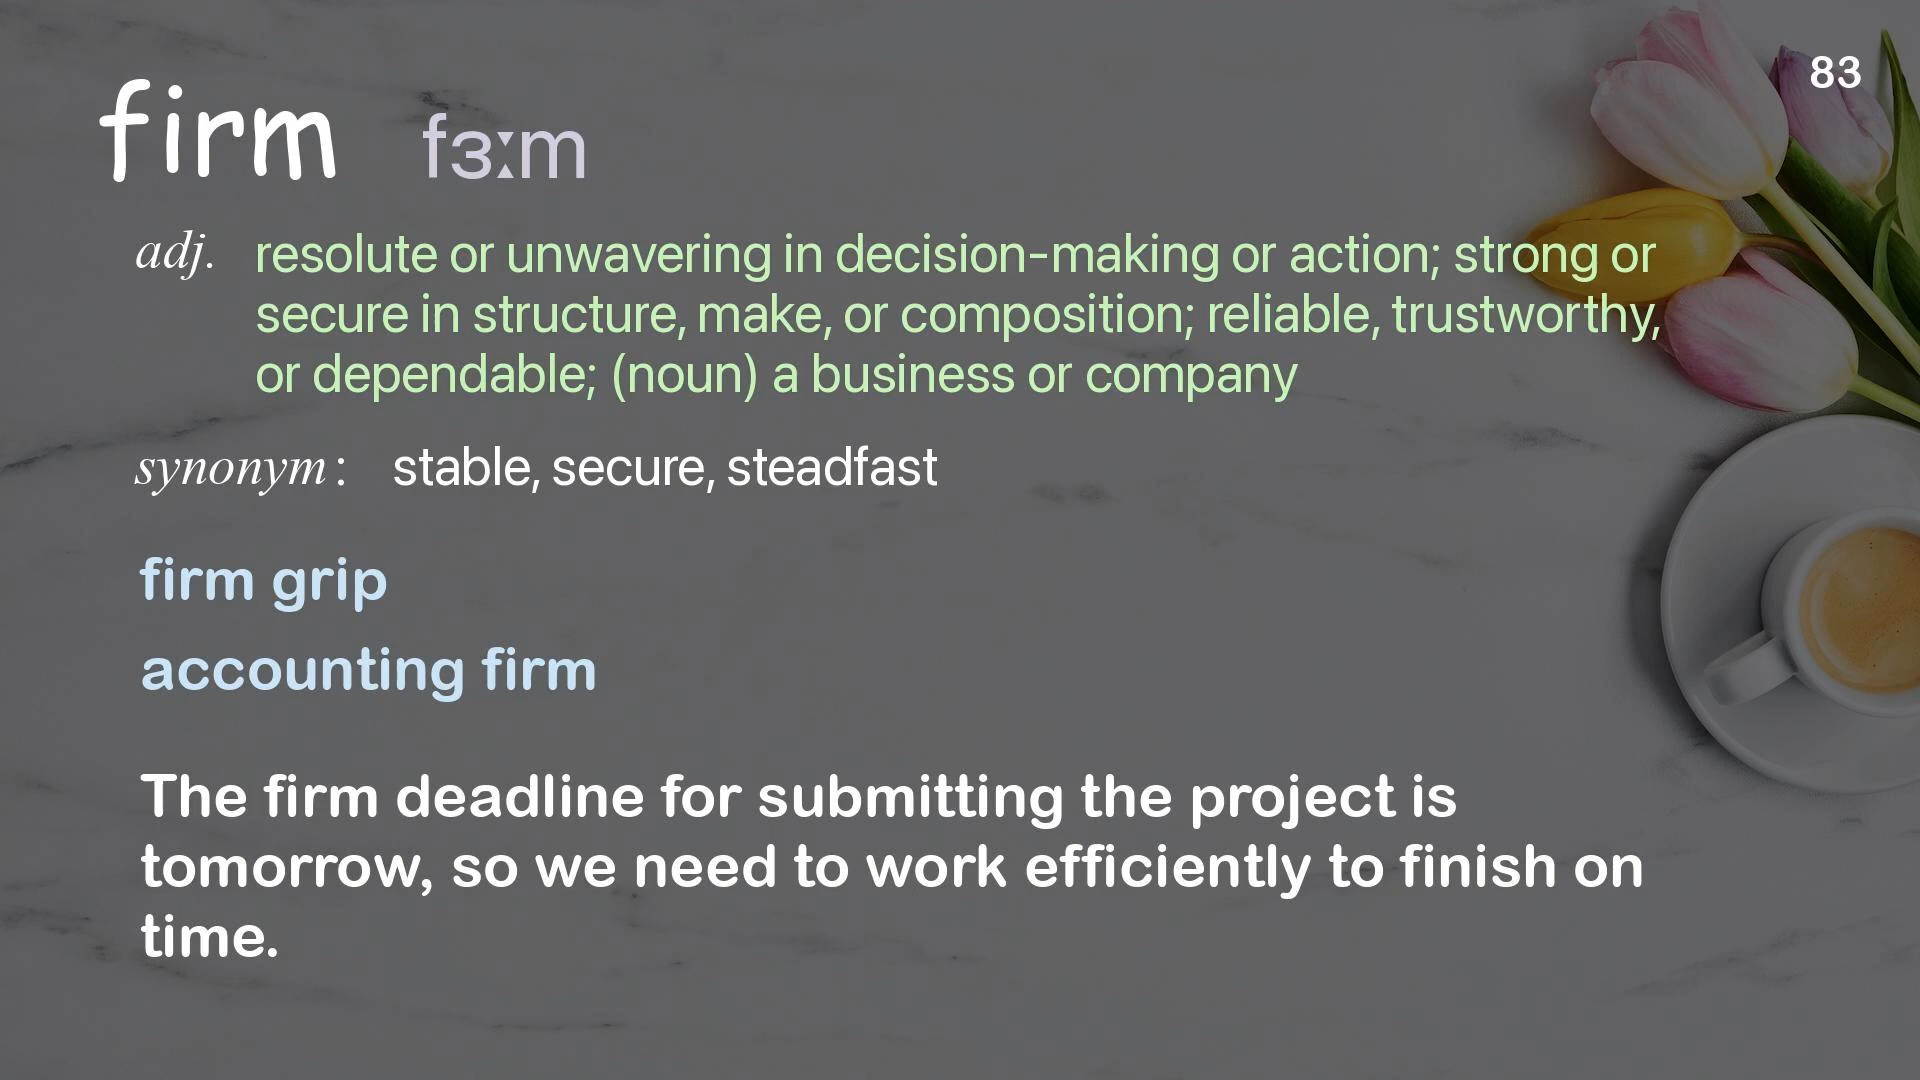 83
firm fɜːm
adj. resolute or unwavering in decision-making or action; strong or
secure in structure, make, or composition; reliable, trustworthy,
or dependable; (noun) a business or company
synonym: stable, secure, steadfast
firm grip
accounting firm
The firm deadline for submitting the project is
tomorrow, so we need to work efficiently to finish on
time.